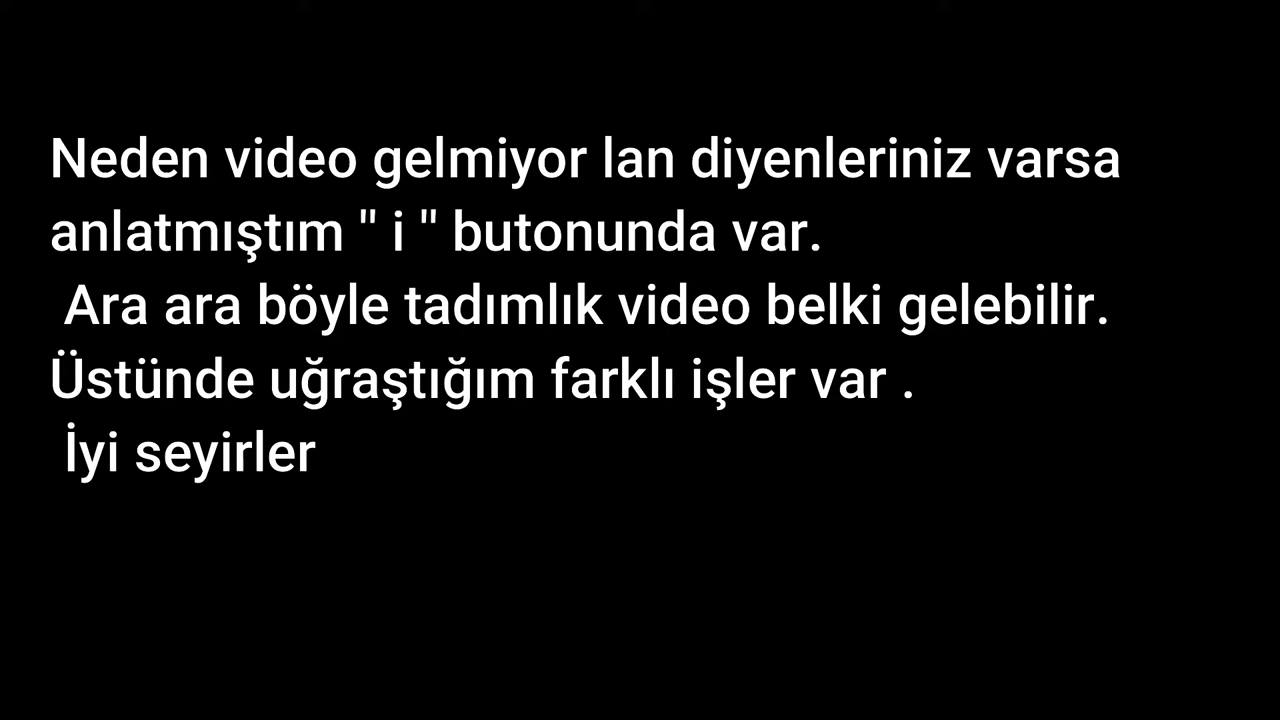 Neden video gelmiyor lan diyenleriniz varsa
anlatmıştım " i " butonunda var.
Ara ara böyle tadımlık video belki gelebilir.
Üstünde uğraştığım farklı işler var .
İyi seyirler